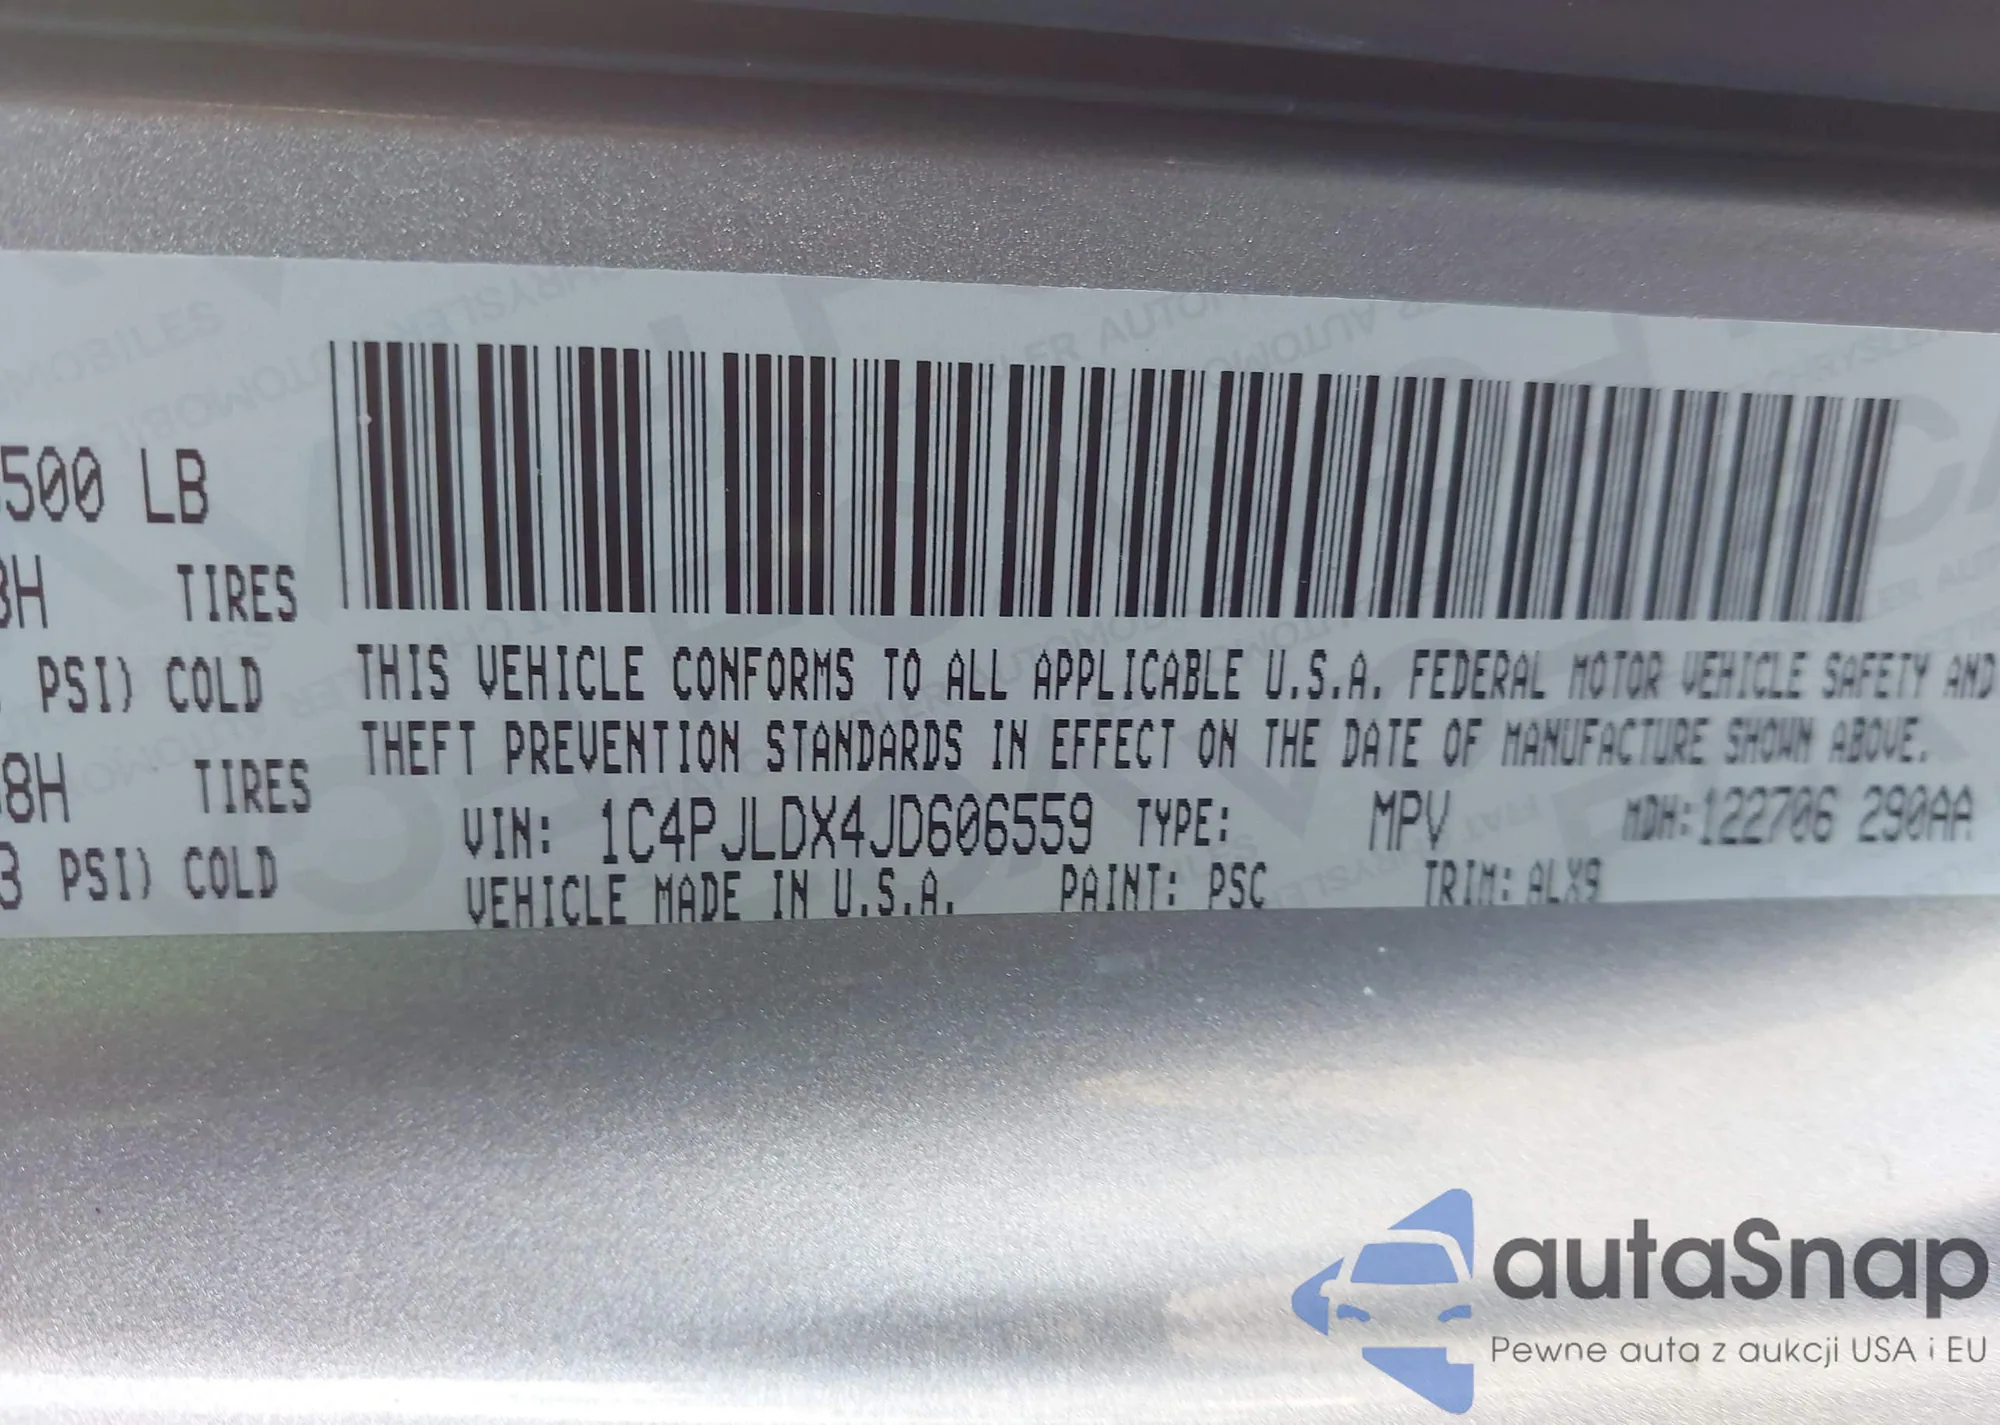 500 LB
8H TIRES
PSI) COLD
8H TIRES
3 PSI) COLD
THIS VEHICLE CONFORMS TO ALL APPLICABLE U.S.A. FEDERAL MOTOR VEHICLE SAFETY AND
THEFT PREVENTION STANDARDS IN EFFECT ON THE DATE OF MANUFACTURE SHOWN ABOVE.
VIN: 1C4PJLDX4JD606559 TYPE: MPV MDH:122706 290AA
VEHICLE MADE IN U.S.A. PAINT: PSC TRIM: ALX9
autaSnap
Pewne auta z aukcji USA i EU